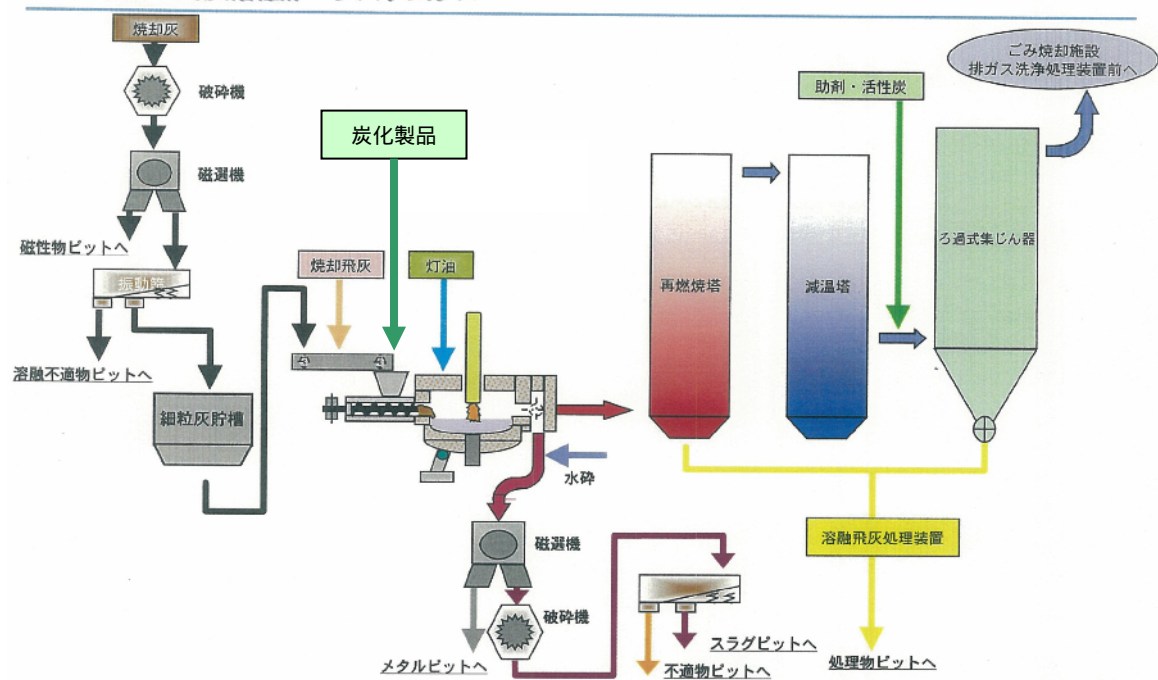 焼却灰
破砕機
磁選機
磁性物ピットへ
振動篩
溶融不適物ピットへ
細粒灰貯槽
炭化製品
焼却飛灰
灯油
水砕
磁選機
破砕機
メタルピットへ
スラグピットへ
不適物ピットへ
再燃焼塔
減温塔
助剤・活性炭
ろ過式集じん器
ごみ焼却施設
排ガス洗浄処理装置前へ
溶融飛灰処理装置
処理物ピットへ